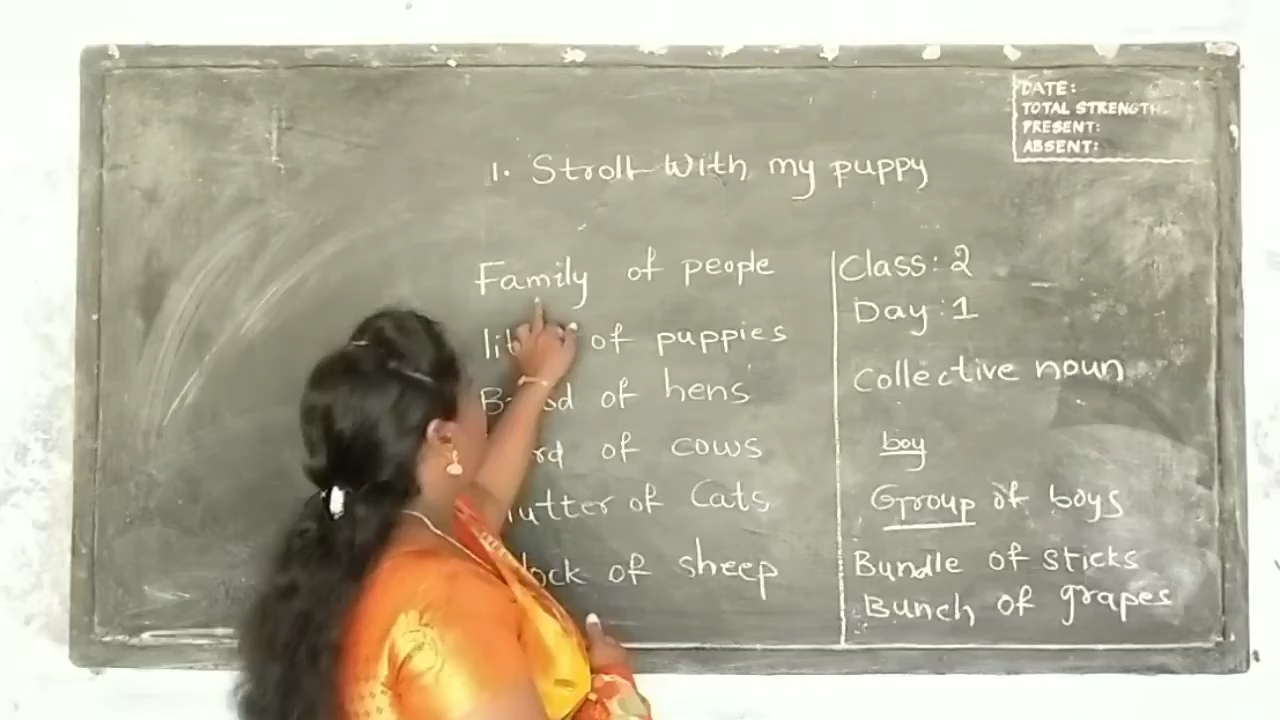 DATE:
TOTAL STRENGTH:
PRESENT:
ABSENT:
1. Stroll With my puppy
Family of people
of puppies
of hens
of cows
of Cats
of sheep
Class: 2
Day: 1
Collective noun
boy
Group of boys
Bundle of sticks
Bunch of grapes